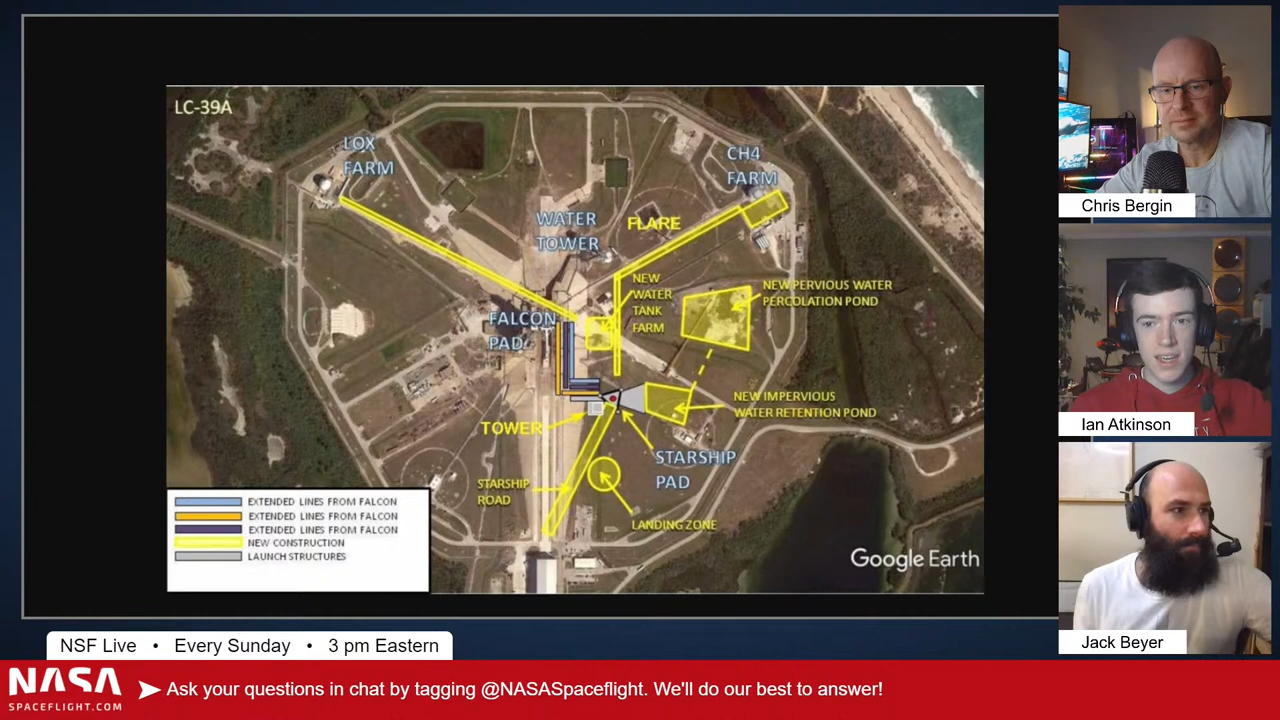 LC-39A
LOX
FARM
CH4
FARM
WATER
TOWER
FLARE
NEW
WATER
TANK
FARM
NEW PERVIOUS WATER
PERCOLATION POND
FALCON
PAD
NEW IMPERVIOUS
WATER RETENTION POND
TOWER
STARSHIP
PAD
STARSHIP
ROAD
LANDING ZONE
EXTENDED LINES FROM FALCON
EXTENDED LINES FROM FALCON
EXTENDED LINES FROM FALCON
NEW CONSTRUCTION
LAUNCH STRUCTURES
Google Earth
Chris Bergin
Ian Atkinson
Jack Beyer
NSF Live • Every Sunday • 3 pm Eastern
NASA
SPACEFLIGHT.COM
Ask your questions in chat by tagging @NASASpaceflight. We'll do our best to answer!